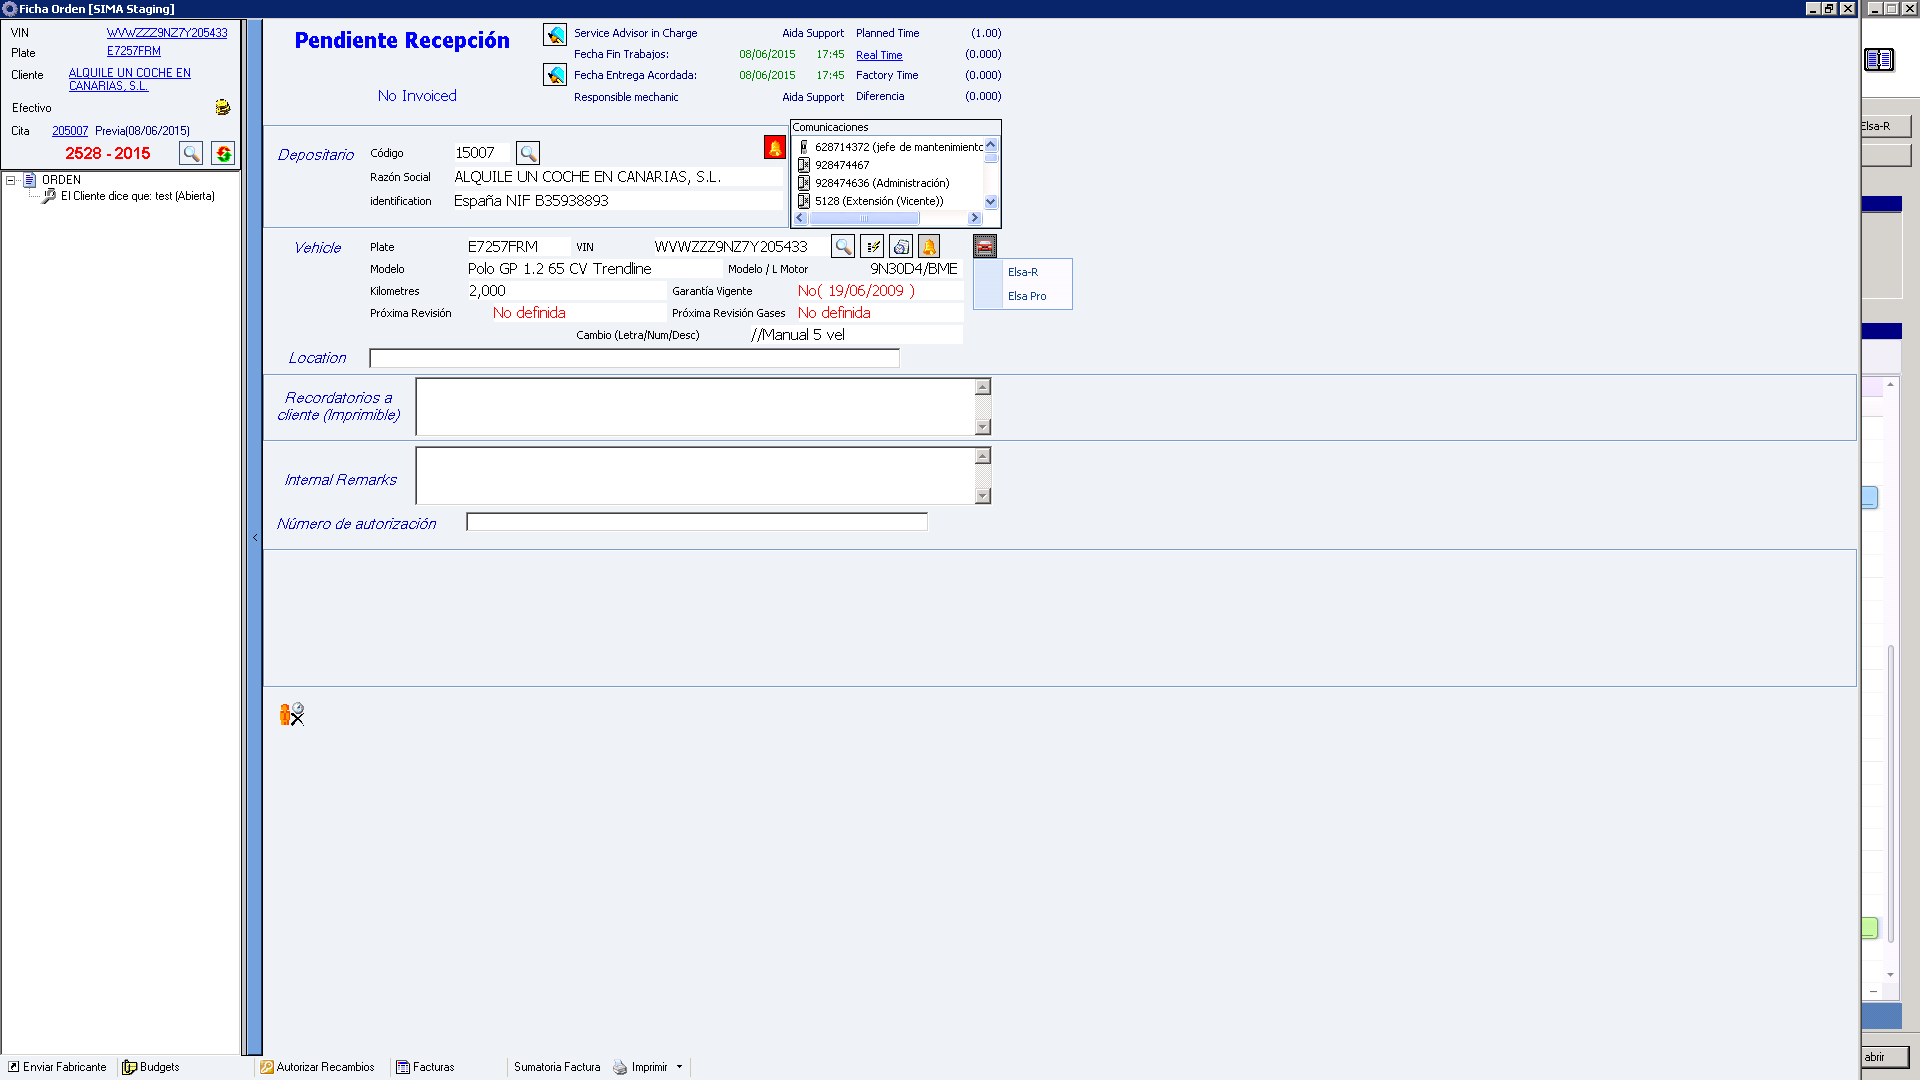 Ficha Orden [SIMA Staging]
VIN WVWZZZ9NZ7Y205433
Plate E7257FRM
Cliente ALQUILE UN COCHE EN CANARIAS, S.L.
Efectivo
Cita 205007 Previa(08/06/2015)
2528 - 2015
ORDEN
El Cliente dice que: test (Abierta)
Pendiente Recepción
No Invoiced
Service Advisor in Charge Aida Support Planned Time (1.00)
Fecha Fin Trabajos: 08/06/2015 17:45 Real Time (0.000)
Fecha Entrega Acordada: 08/06/2015 17:45 Factory Time (0.000)
Responsible mechanic Aida Support Diferencia (0.000)
Depositario Código 15007
Razón Social ALQUILE UN COCHE EN CANARIAS, S.L.
identification España NIF B35938893
Comunicaciones
628714372 (jefe de mantenimiento
928474467
928474636 (Administración)
5128 (Extensión (Vicente))
Vehicle Plate E7257FRM VIN WVWZZZ9NZ7Y205433
Modelo Polo GP 1.2 65 CV Trendline Modelo / L Motor 9N30D4/BME
Kilometres 2,000 Garantía Vigente No( 19/06/2009 )
Próxima Revisión No definida Próxima Revisión Gases No definida
Cambio (Letra/Num/Desc) //Manual 5 vel
Elsa-R
Elsa Pro
Location
Recordatorios a
cliente (Imprimible)
Internal Remarks
Número de autorización
<
Enviar Fabricante Budgets Autorizar Recambios Facturas Sumatoria Factura Imprimir
Elsa-R
abrir